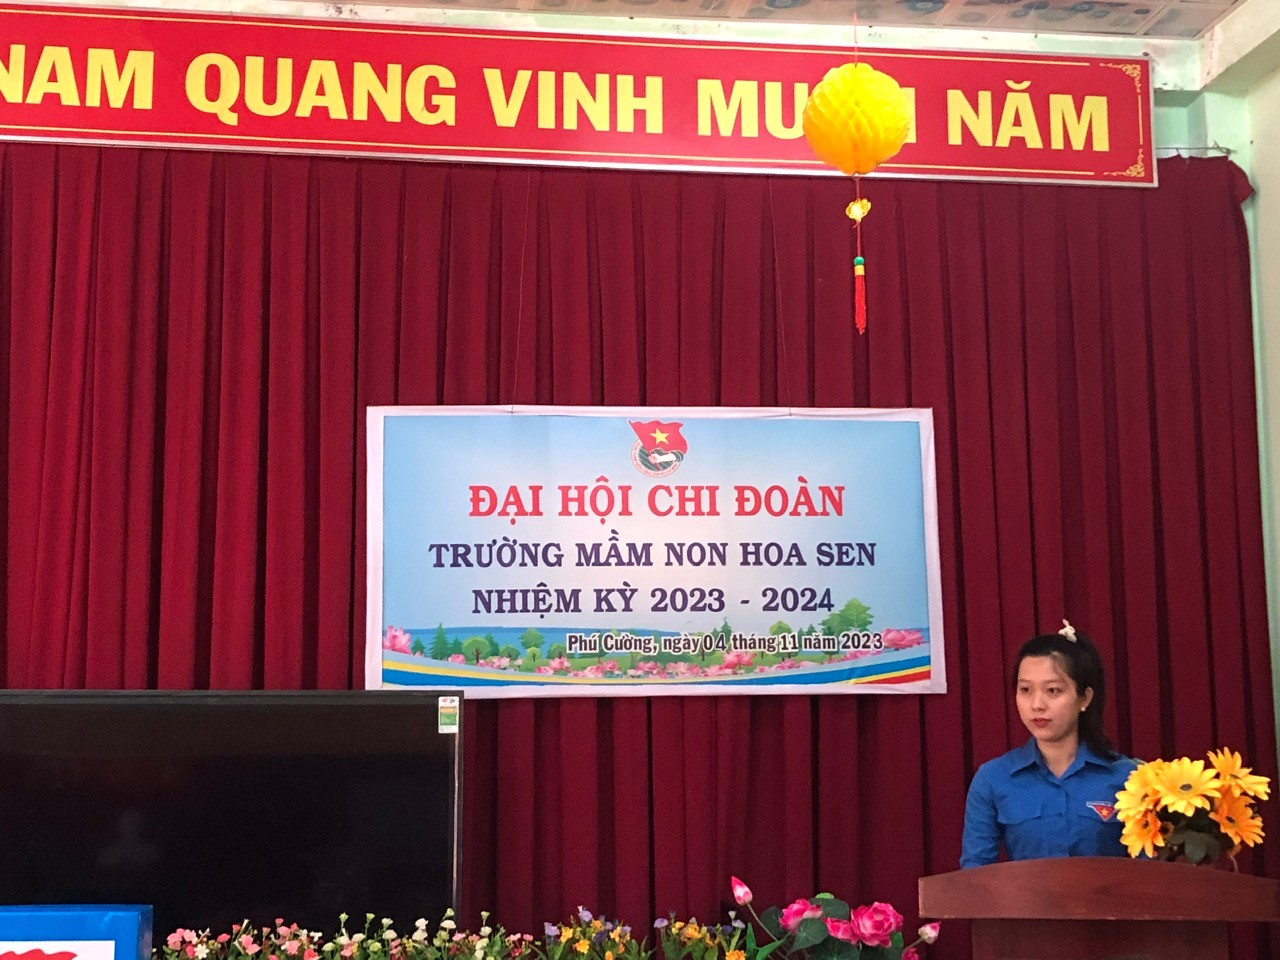 NAM QUANG VINH MUÔN NĂM
ĐẠI HỘI CHI ĐOÀN
TRƯỜNG MẦM NON HOA SEN
NHIỆM KỲ 2023 - 2024
Phú Cường, ngày 04 tháng 11 năm 2023